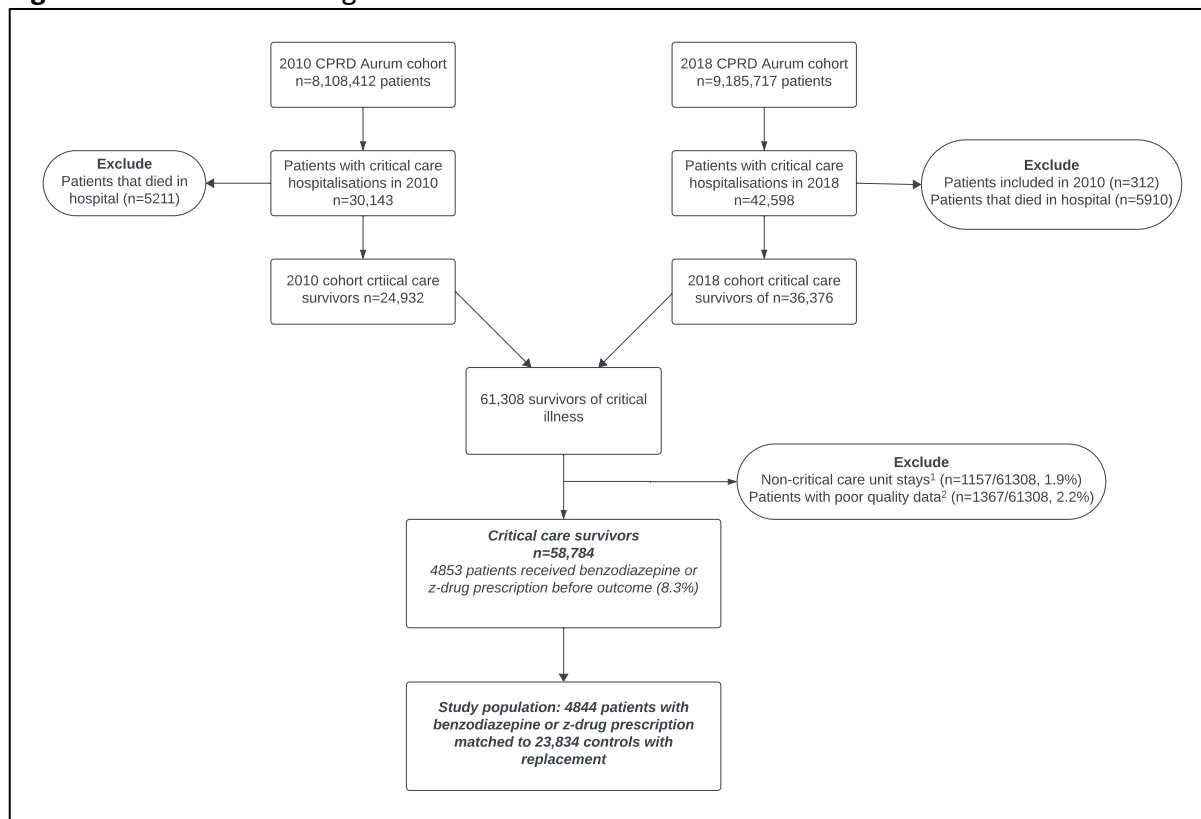 2010 CPRD Aurum cohort
n=8,108,412 patients
2018 CPRD Aurum cohort
n=9,185,717 patients
Exclude
Patients that died in
hospital (n=5211)
Patients with critical care
hospitalisations in 2010
n=30,143
Patients with critical care
hospitalisations in 2018
n=42,598
Exclude
Patients included in 2010 (n=312)
Patients that died in hospital (n=5910)
2010 cohort crtiical care
survivors n=24,932
2018 cohort critical care
survivors of n=36,376
61,308 survivors of critical
illness
Exclude
Non-critical care unit stays¹ (n=1157/61308, 1.9%)
Patients with poor quality data² (n=1367/61308, 2.2%)
Critical care survivors
n=58,784
4853 patients received benzodiazepine or
z-drug prescription before outcome (8.3%)
Study population: 4844 patients with
benzodiazepine or z-drug prescription
matched to 23,834 controls with
replacement